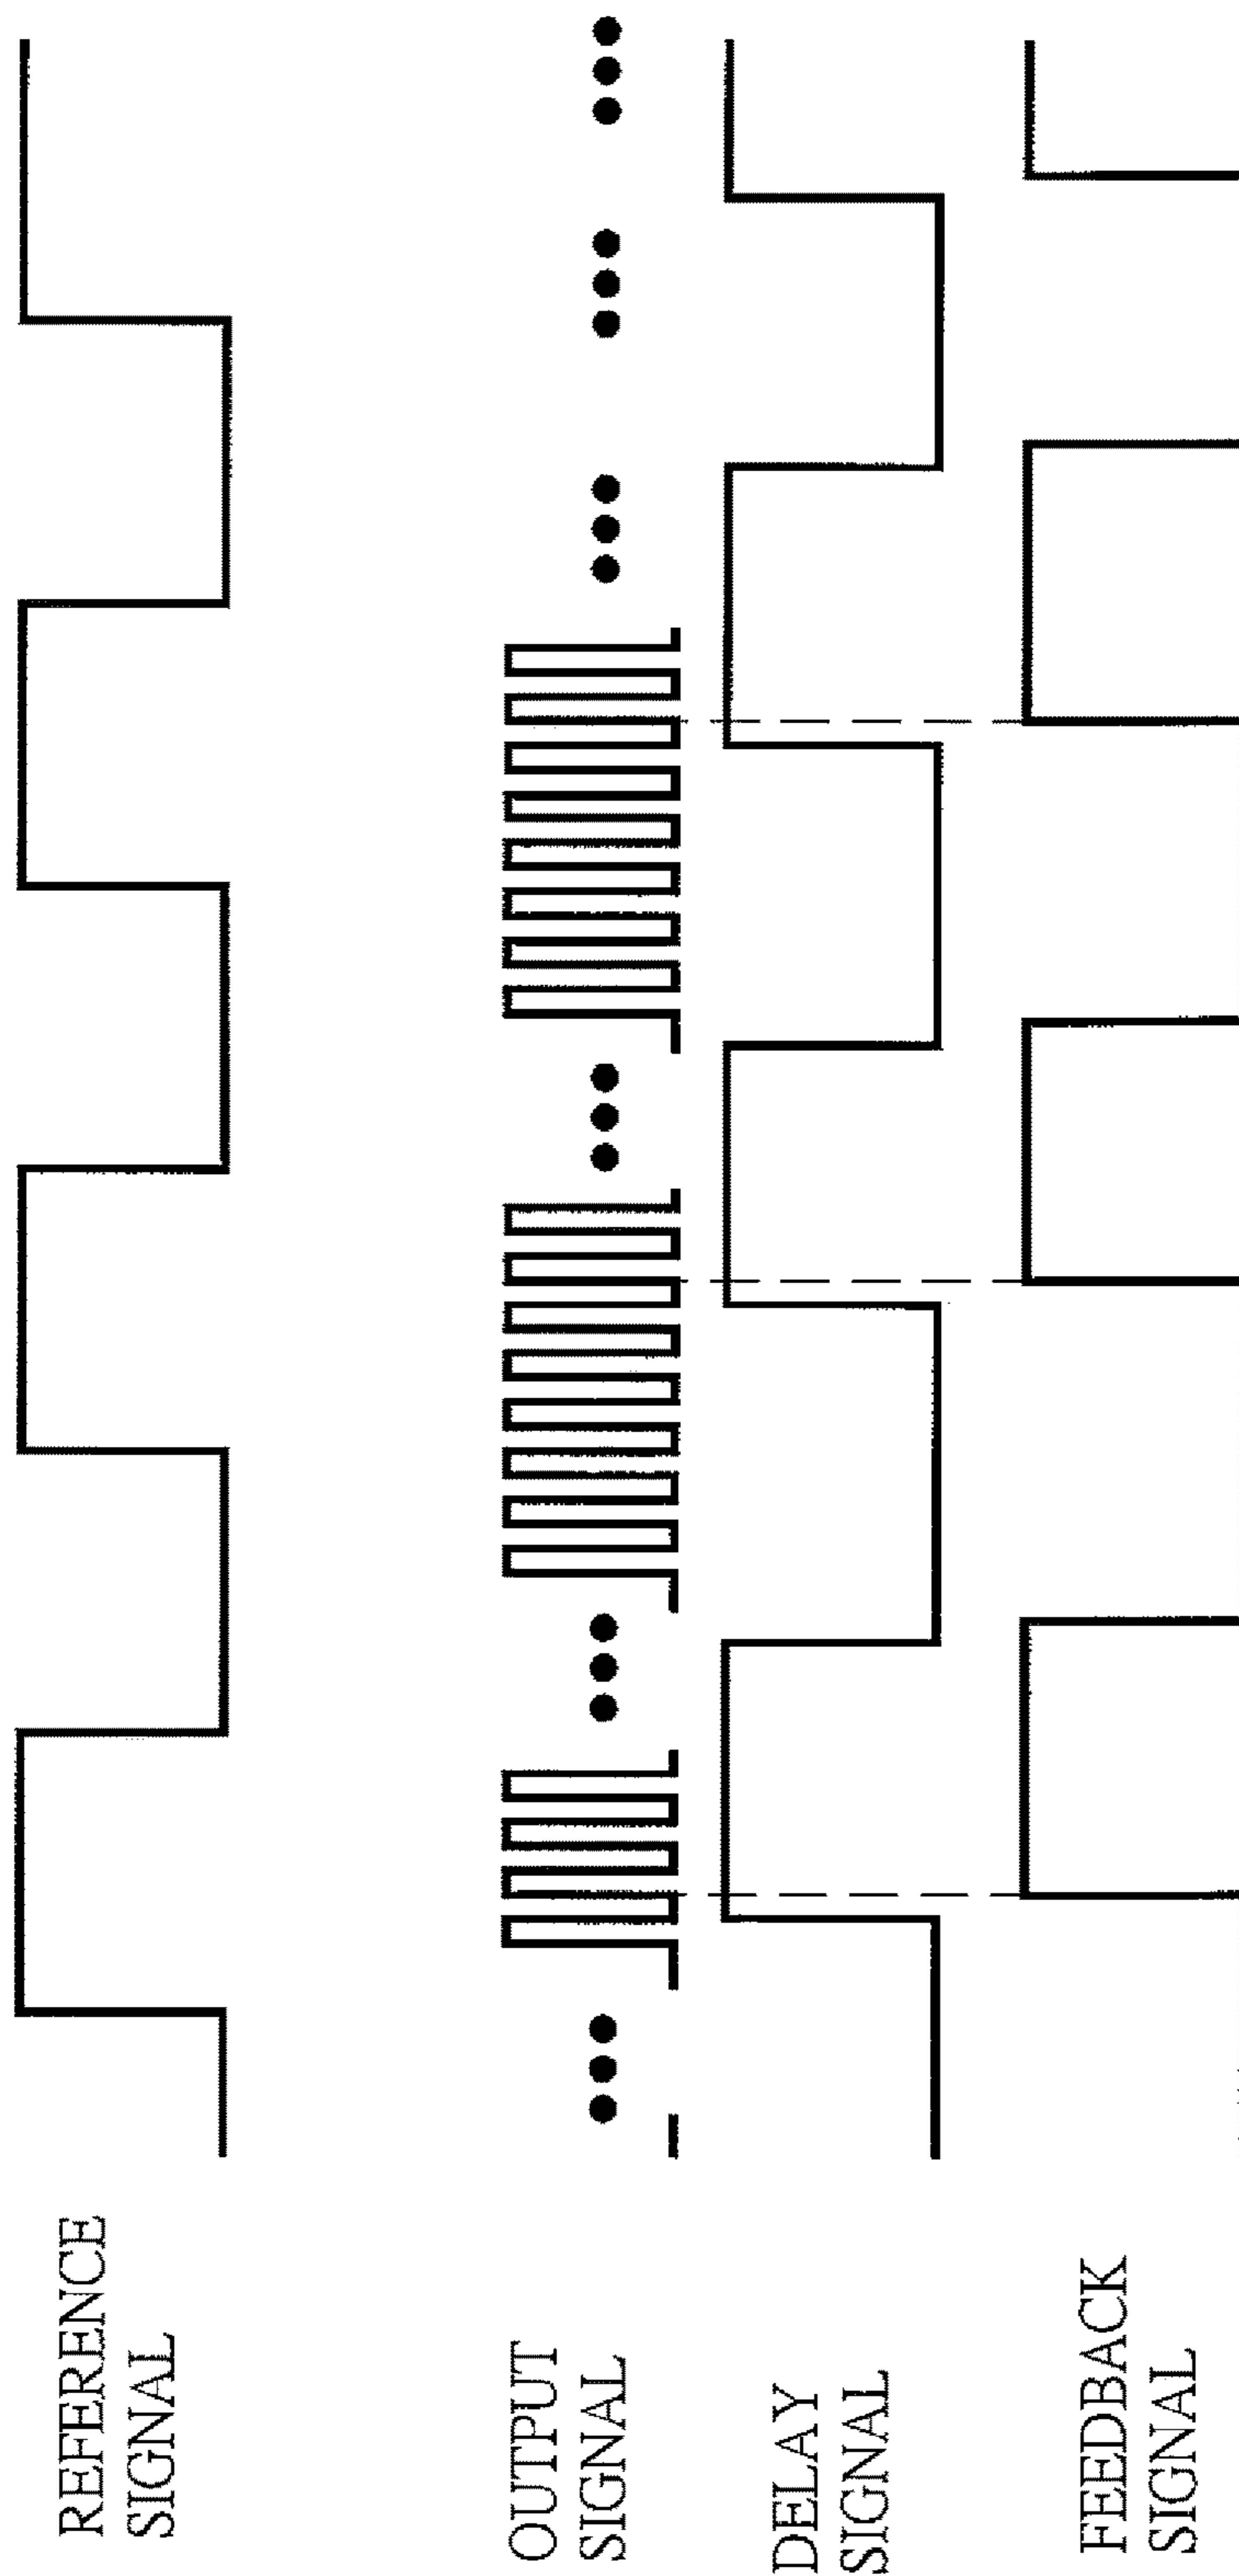 REFERENCE
SIGNAL
OUTPUT
SIGNAL
DELAY
SIGNAL
FEEDBACK
SIGNAL